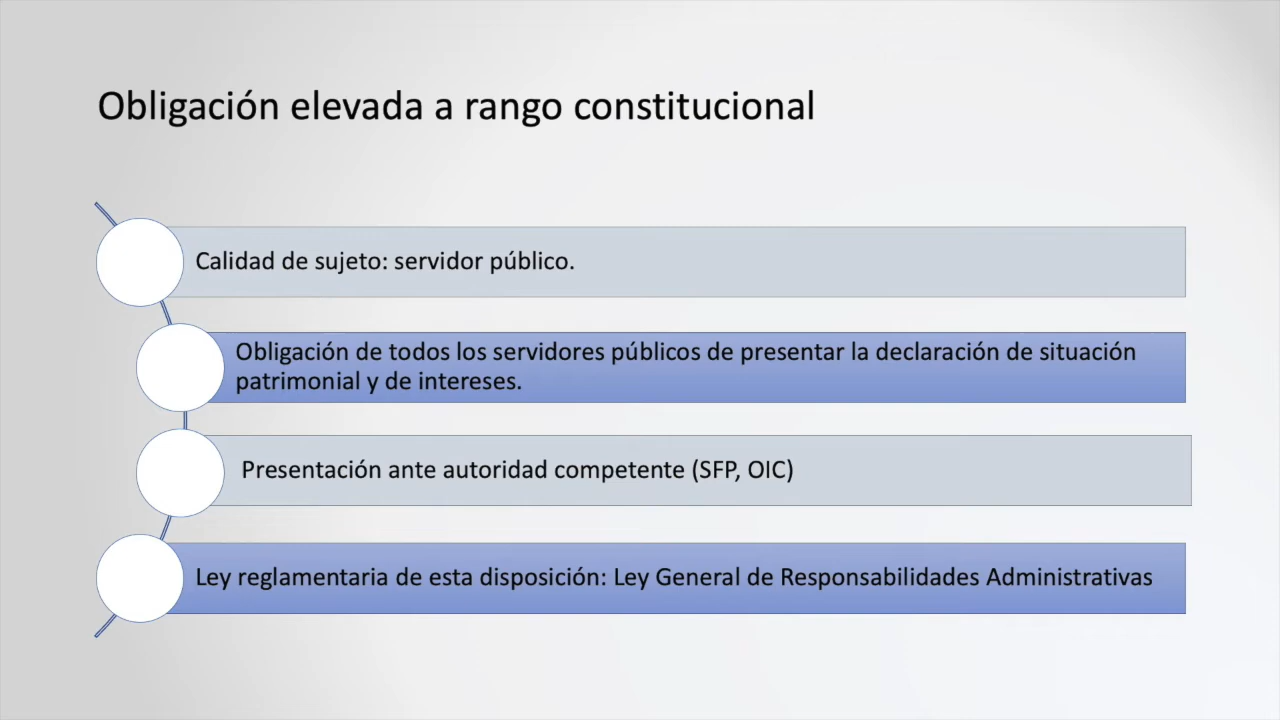 Obligación elevada a rango constitucional
Calidad de sujeto: servidor público.
Obligación de todos los servidores públicos de presentar la declaración de situación
patrimonial y de intereses.
Presentación ante autoridad competente (SFP, OIC)
Ley reglamentaria de esta disposición: Ley General de Responsabilidades Administrativas